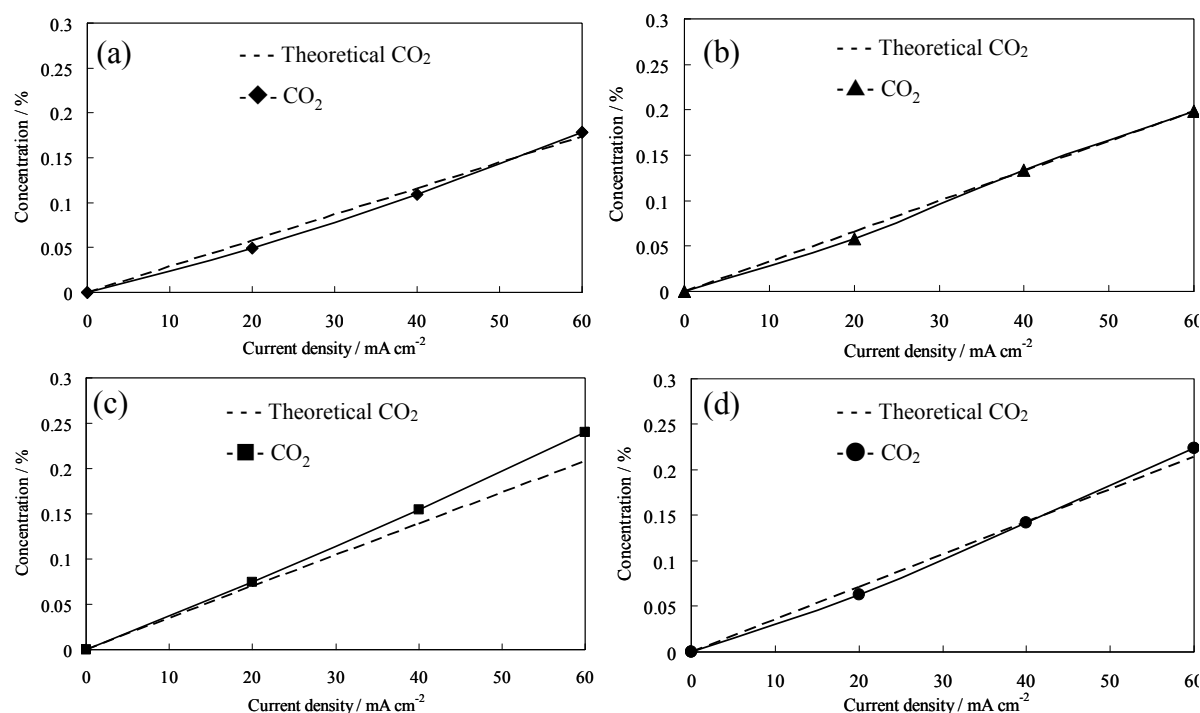 (a)
Theoretical CO₂
CO₂
0.3
0.25
0.2
0.15
0.1
0.05
0
Concentration / %
0 10 20 30 40 50 60
Current density / mA cm⁻²
(b)
Theoretical CO₂
CO₂
0.3
0.25
0.2
0.15
0.1
0.05
0
Concentration / %
0 10 20 30 40 50 60
Current density / mA cm⁻²
(c)
Theoretical CO₂
CO₂
0.3
0.25
0.2
0.15
0.1
0.05
0
Concentration / %
0 10 20 30 40 50 60
Current density / mA cm⁻²
(d)
Theoretical CO₂
CO₂
0.3
0.25
0.2
0.15
0.1
0.05
0
Concentration / %
0 10 20 30 40 50 60
Current density / mA cm⁻²